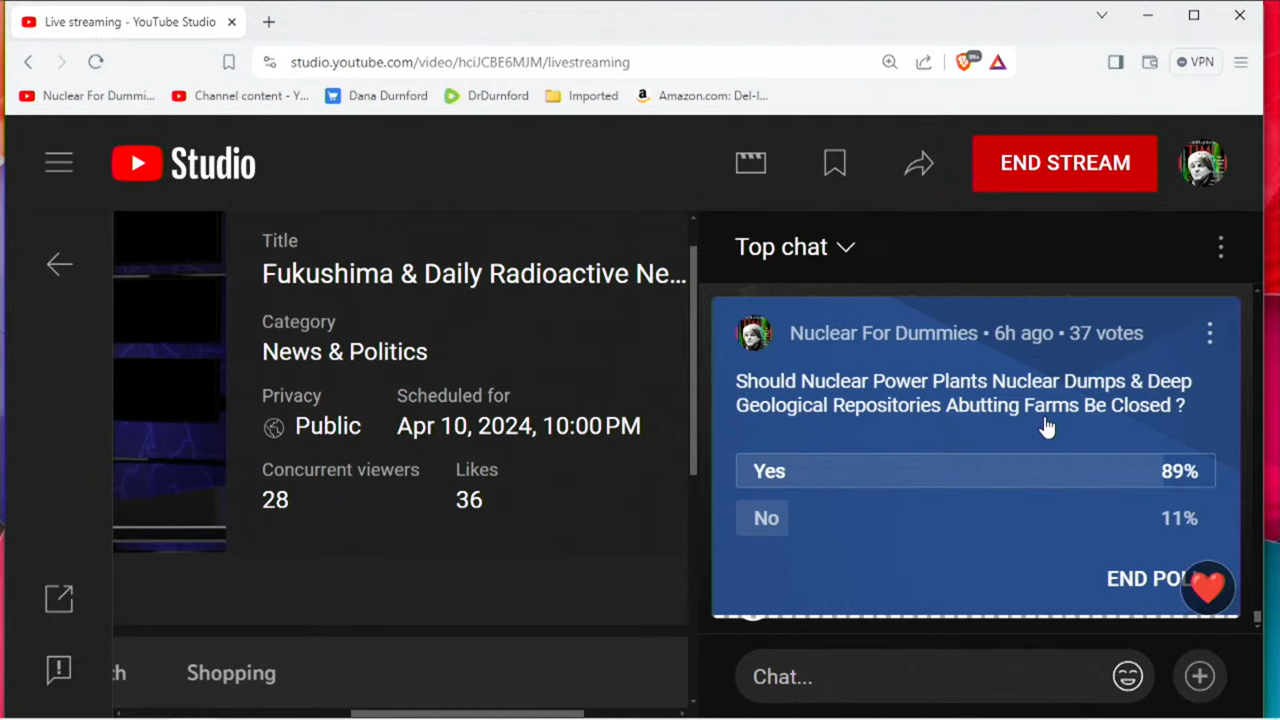 Live streaming - YouTube Studio
studio.youtube.com/video/hciJCBE6MJM/livestreaming
99+
VPN
Nuclear For Dummi...
Channel content - Y...
Dana Durnford
DrDurnford
Imported
Amazon.com: Del-l...
Studio
END STREAM
Title
Fukushima & Daily Radioactive Ne...
Category
News & Politics
Privacy
Scheduled for
Public
Apr 10, 2024, 10:00 PM
Concurrent viewers
Likes
28
36
Shopping
Top chat
Nuclear For Dummies • 6h ago • 37 votes
Should Nuclear Power Plants Nuclear Dumps & Deep
Geological Repositories Abutting Farms Be Closed ?
Yes
89%
No
11%
END POL
Chat...